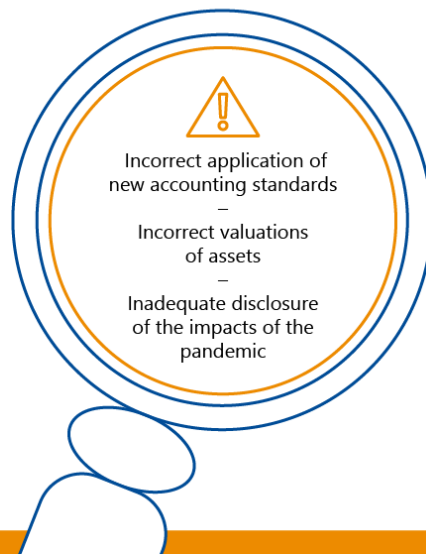 Incorrect application of
new accounting standards
–
Incorrect valuations
of assets
–
Inadequate disclosure
of the impacts of the
pandemic